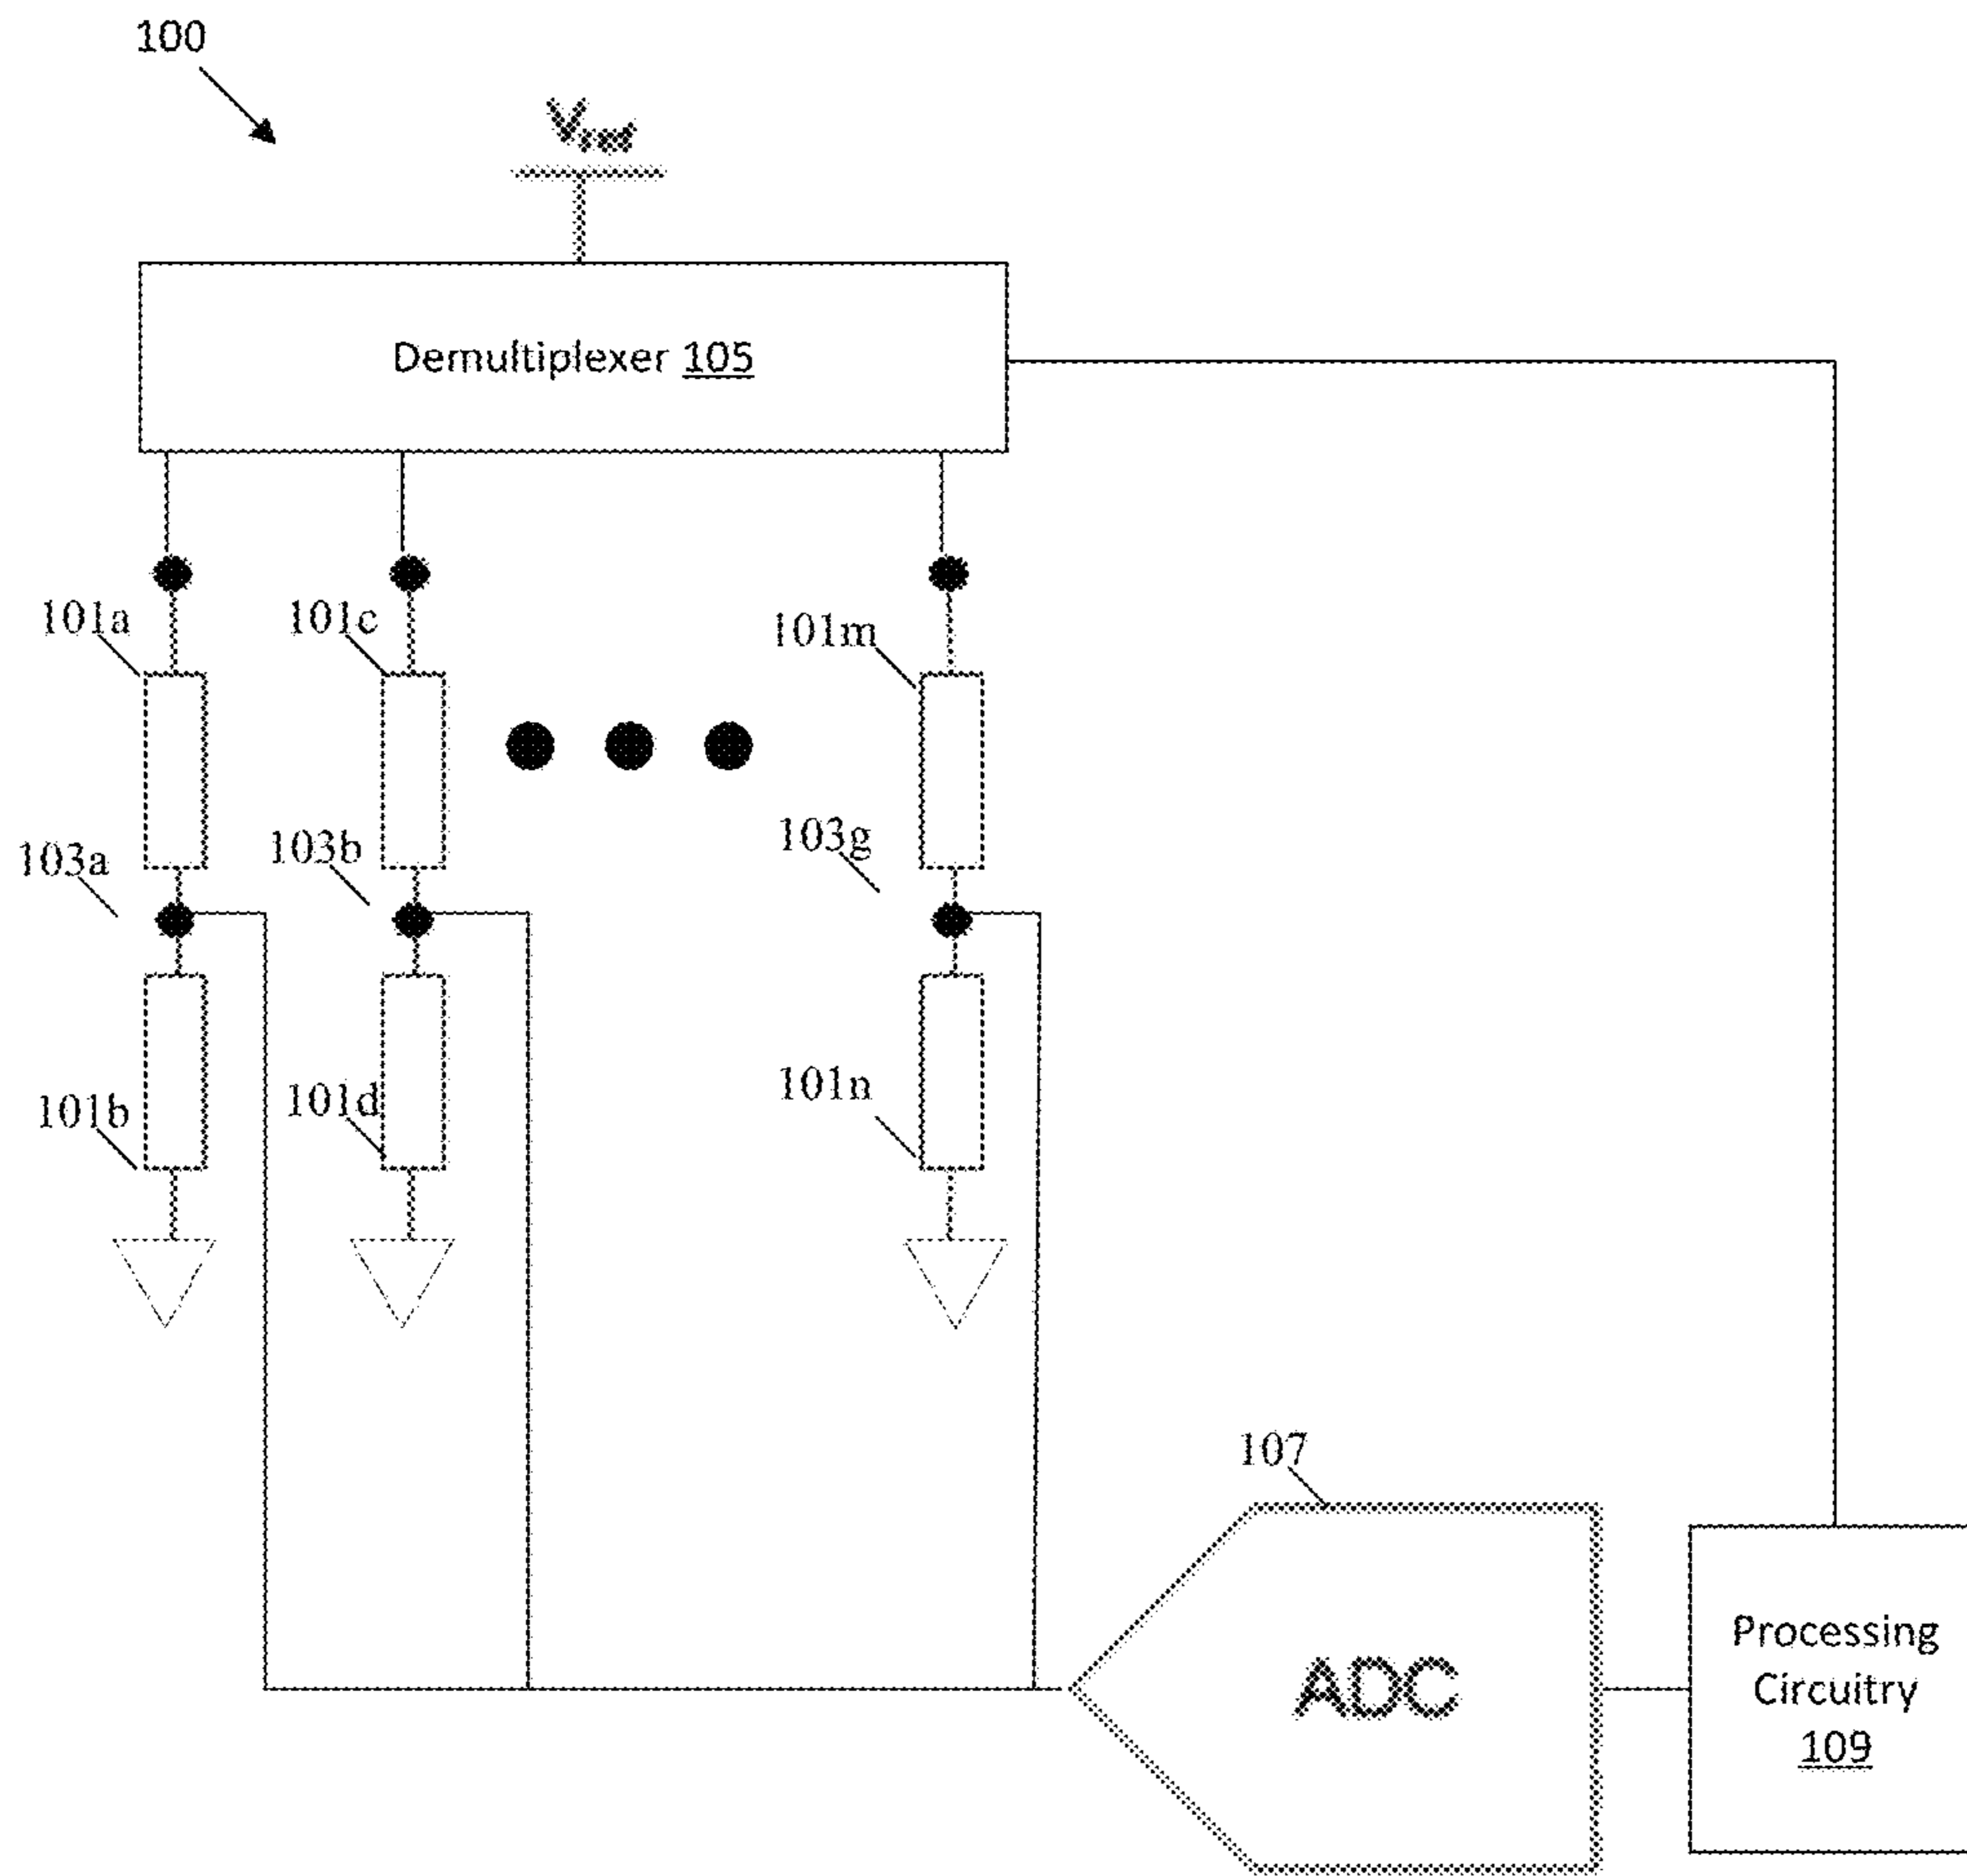 100
Vref
Demultiplexer 105
101a
101c
101m
103a
103b
103g
101b
101d
101n
107
ADC
Processing
Circuitry
109